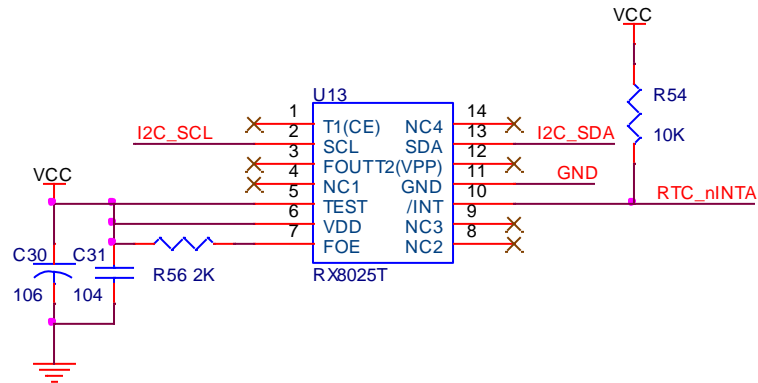 VCC
U13
R54
10K
1 T1(CE) NC4 14
I2C_SCL 2 SCL SDA 13 I2C_SDA
3 FOUTT2(VPP) 12
4 NC1 GND 11 GND
VCC
5 TEST /INT 10 RTC_nINTA
6 VDD NC3 9
7 FOE NC2 8
C30 C31
R56 2K
RX8025T
106 104